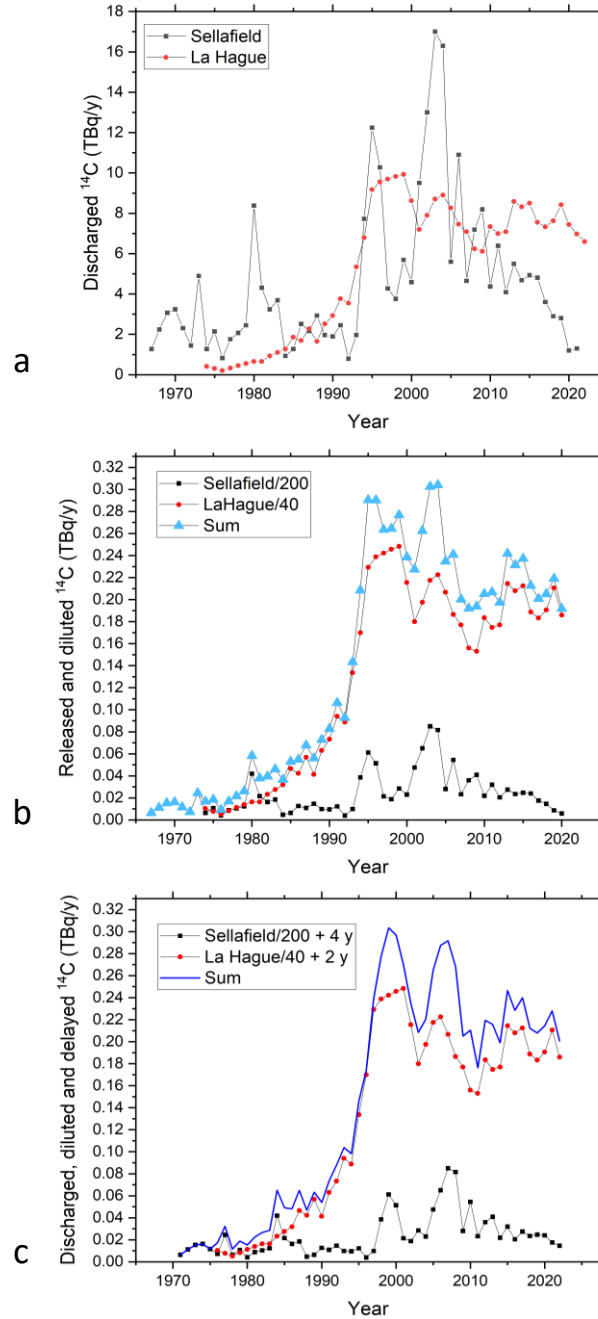 18
16
14
12
10
8
6
4
2
0
Sellafield
La Hague
Discharged ¹⁴C (TBq/y)
1970 1980 1990 2000 2010 2020
Year
a
0.32
0.30
0.28
0.26
0.24
0.22
0.20
0.18
0.16
0.14
0.12
0.10
0.08
0.06
0.04
0.02
0.00
Sellafield/200
LaHague/40
Sum
Released and diluted ¹⁴C (TBq/y)
1970 1980 1990 2000 2010 2020
Year
b
0.32
0.30
0.28
0.26
0.24
0.22
0.20
0.18
0.16
0.14
0.12
0.10
0.08
0.06
0.04
0.02
0.00
Sellafield/200 + 4 y
La Hague/40 + 2 y
Sum
Discharged, diluted and delayed ¹⁴C (TBq/y)
1970 1980 1990 2000 2010 2020
Year
c